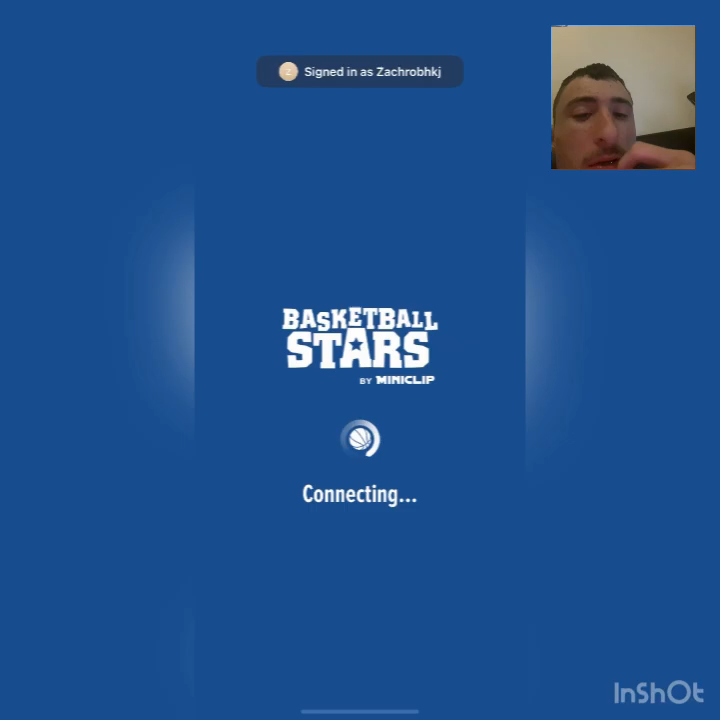 Z Signed in as Zachrobhkj
BASKETBALL
STARS
BY MINICLIP
Connecting...
InShOt